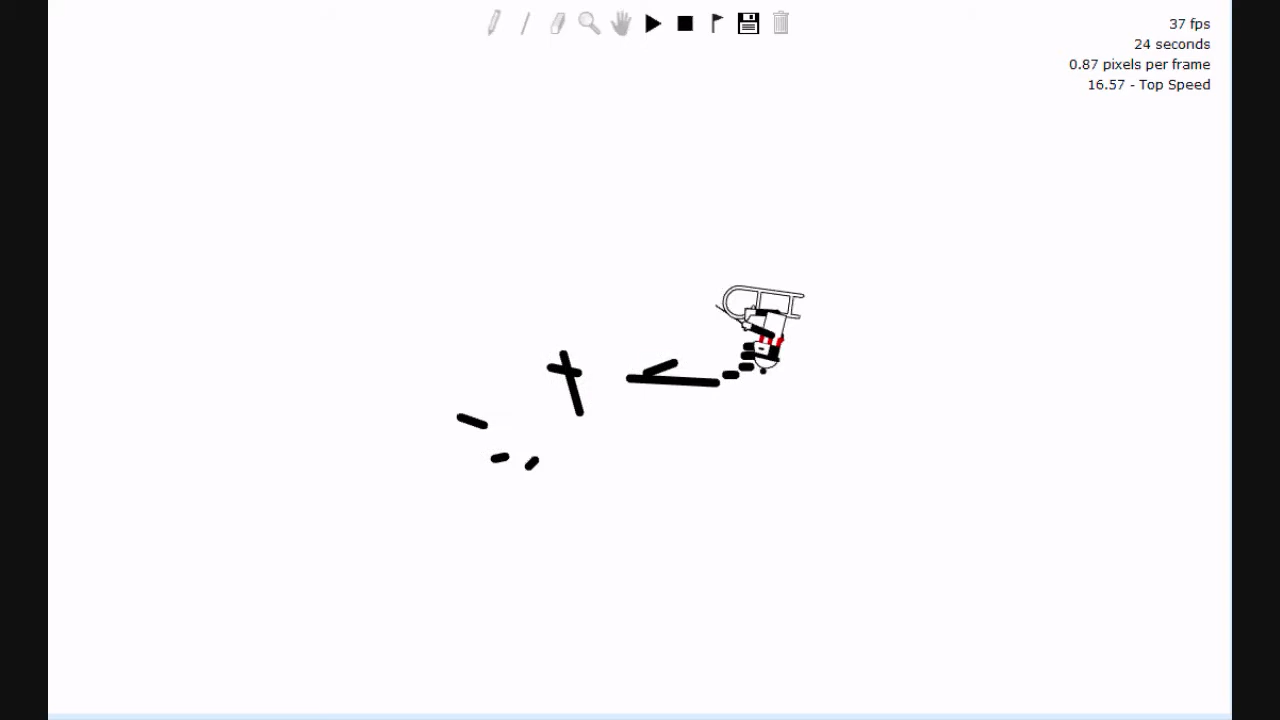 37 fps
24 seconds
0.87 pixels per frame
16.57 - Top Speed